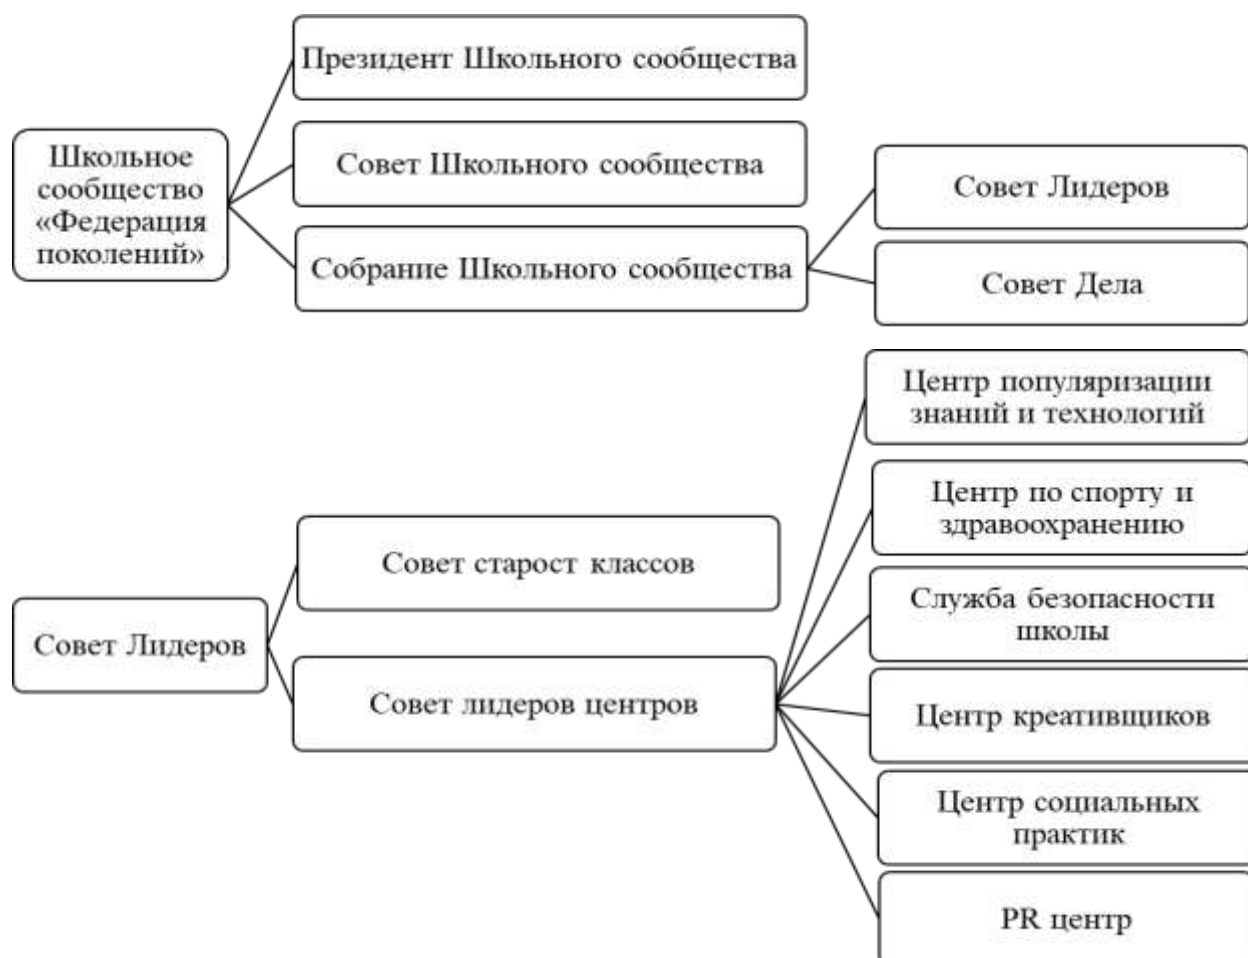 Президент Школьного сообщества
Школьное
сообщество
«Федерация
поколений»
Совет Школьного сообщества
Собрание Школьного сообщества
Совет Лидеров
Совет Дела
Центр популяризации
знаний и технологий
Центр по спорту и
здравоохранению
Совет старост классов
Служба безопасности
школы
Совет Лидеров
Совет лидеров центров
Центр креативщиков
Центр социальных
практик
PR центр